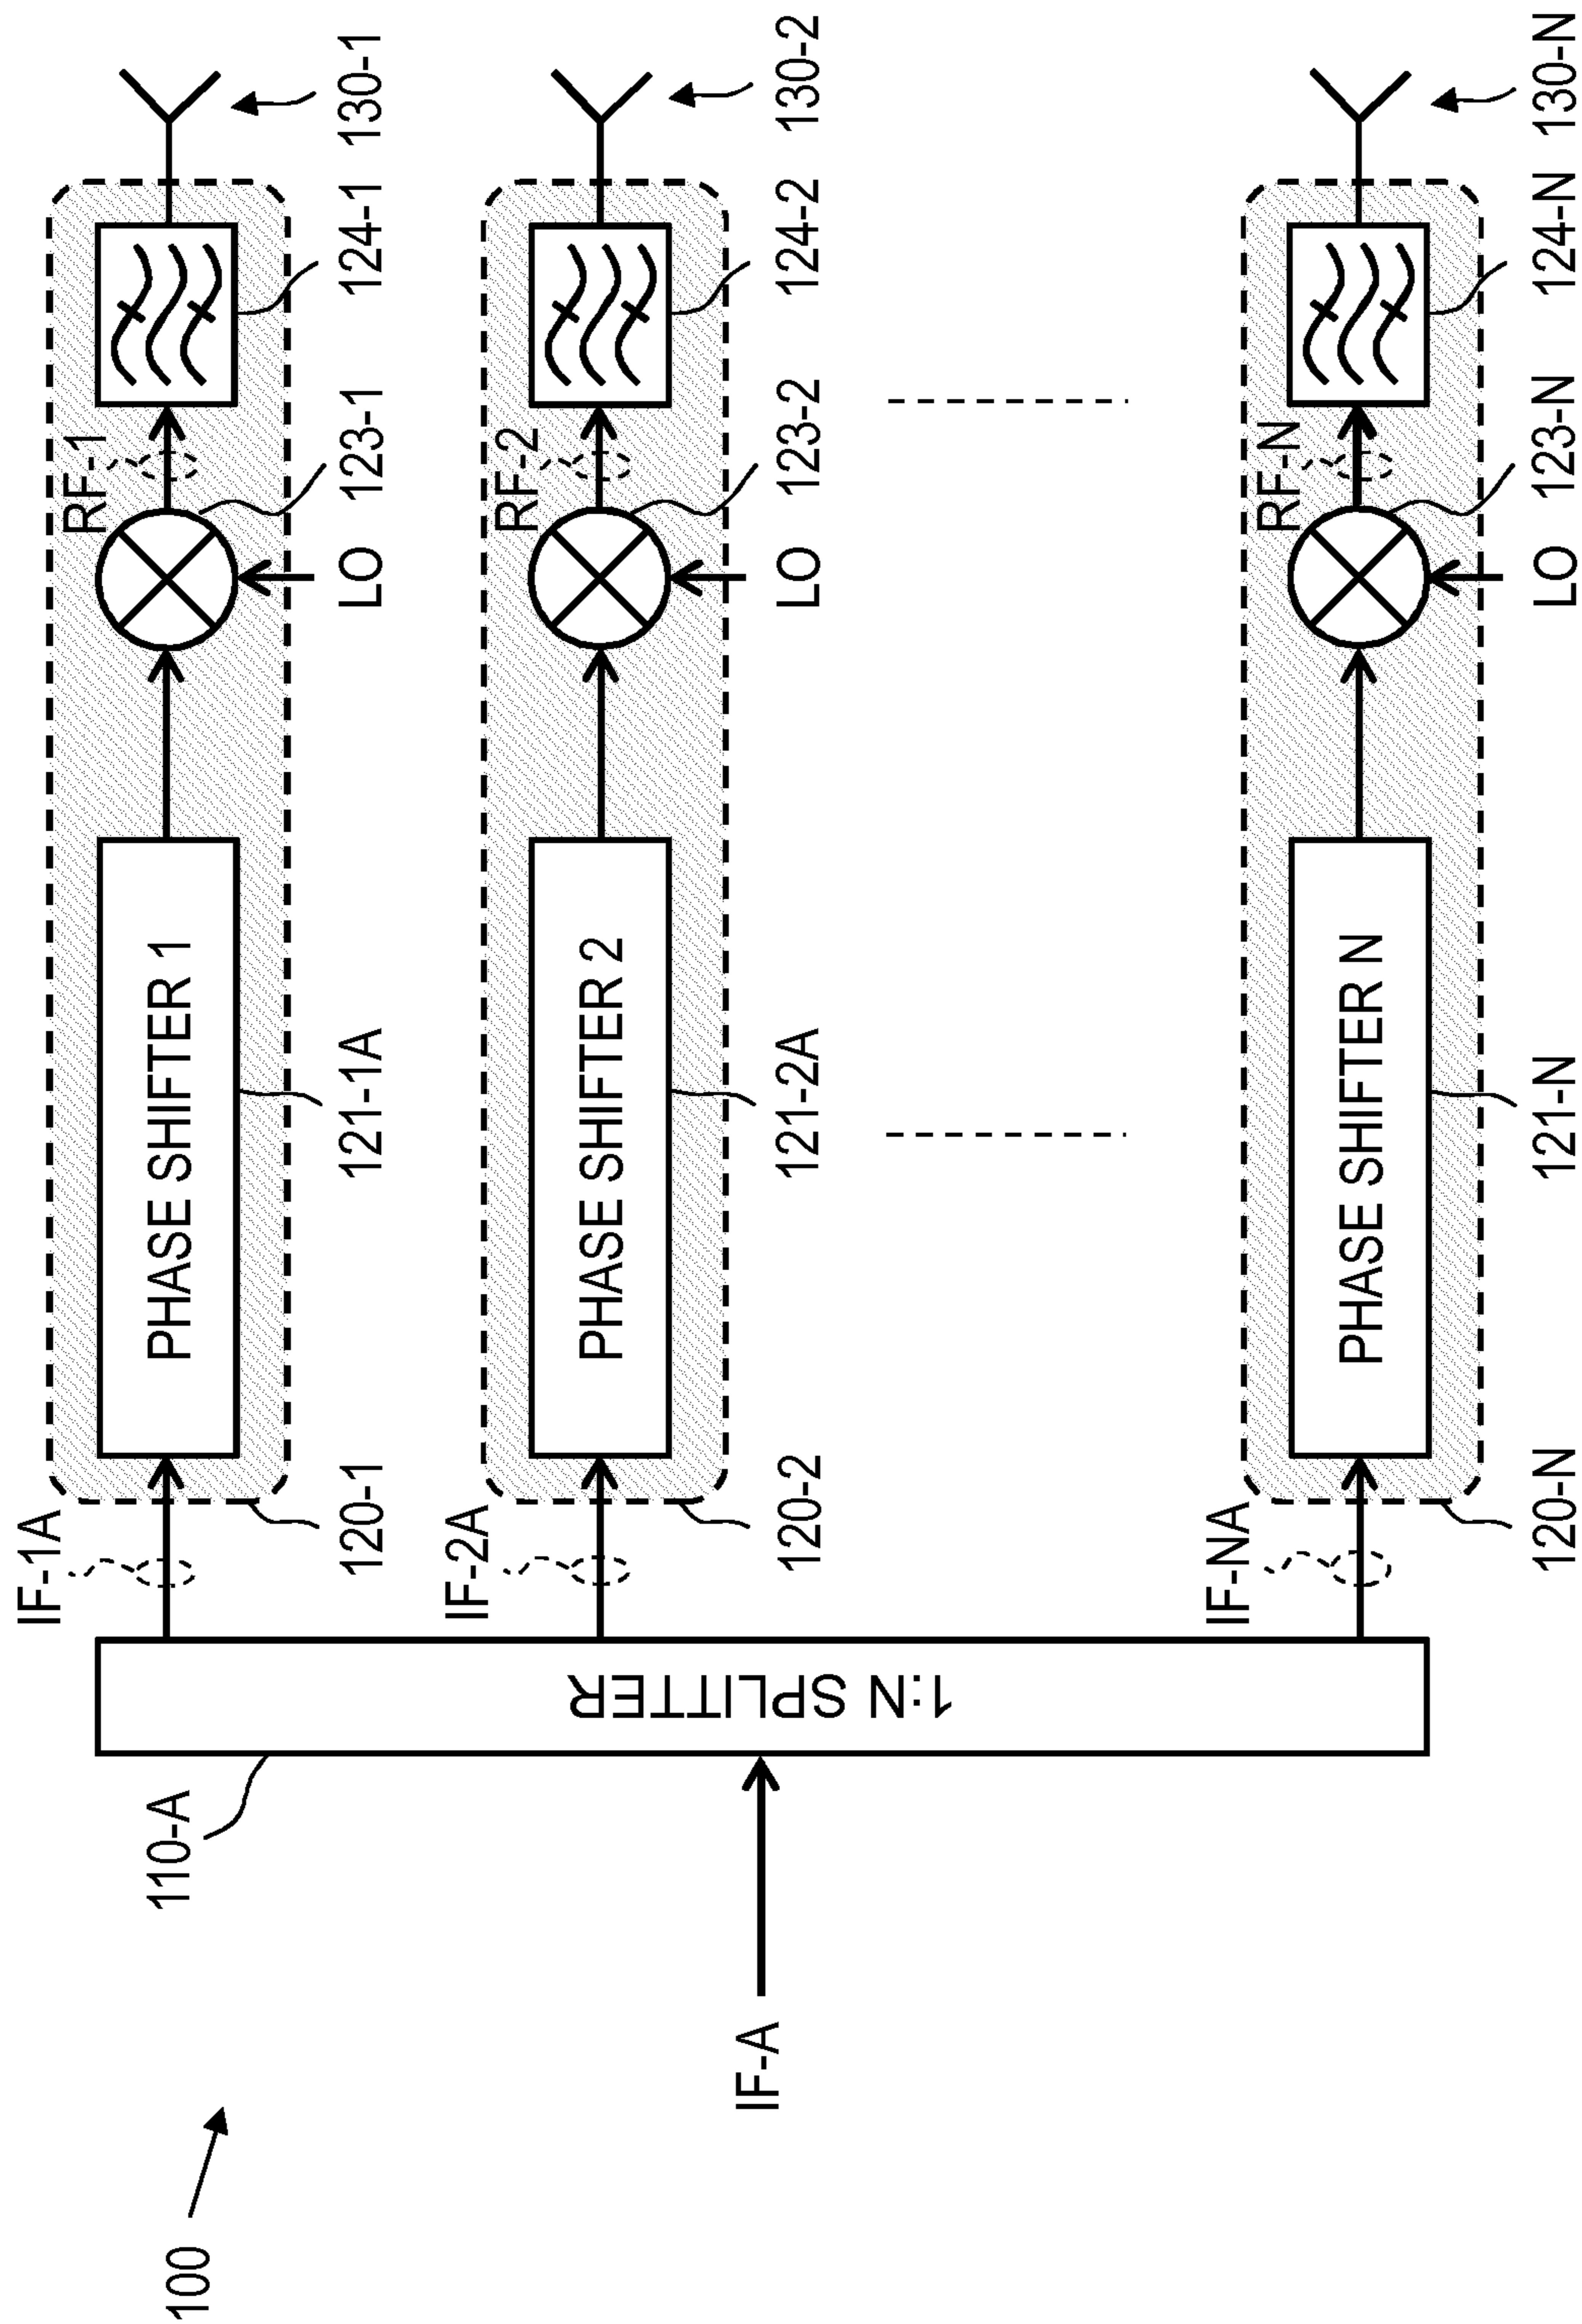 100
IF-A
110-A
1:N SPLITTER
IF-1A
120-1
PHASE SHIFTER 1
121-1A
RF-1
LO
123-1
124-1
130-1
IF-2A
120-2
PHASE SHIFTER 2
121-2A
RF-2
LO
123-2
124-2
130-2
IF-NA
120-N
PHASE SHIFTER N
121-N
RF-N
LO
123-N
124-N
130-N